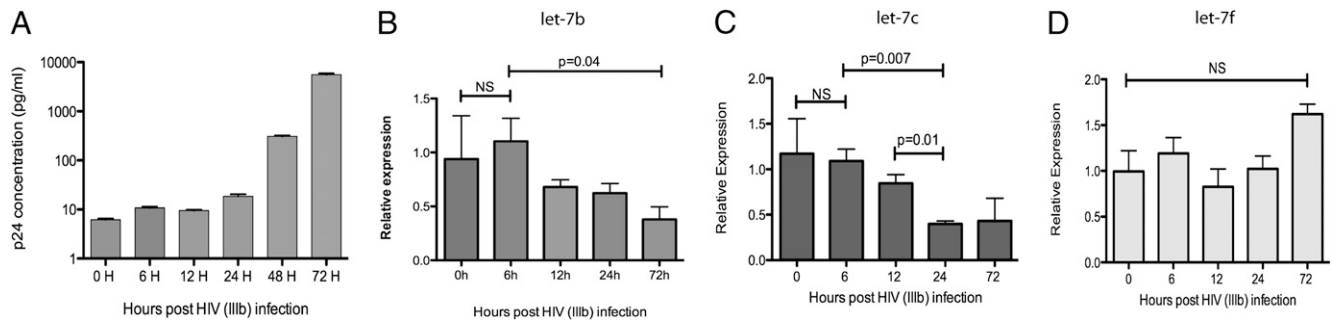 A
p24 concentration (pg/ml)
10000
1000
100
10
1
0 H 6 H 12 H 24 H 48 H 72 H
Hours post HIV (IIIb) infection
B
let-7b
p=0.04
NS
Relative expression
1.5
1.0
0.5
0.0
0h 6h 12h 24h 72h
Hours post HIV (IIIb) infection
C
let-7c
p=0.007
NS
p=0.01
Relative Expression
2.0
1.5
1.0
0.5
0.0
0 6 12 24 72
Hours post HIV (IIIb) infection
D
let-7f
NS
Relative Expression
2.0
1.5
1.0
0.5
0.0
0 6 12 24 72
Hours post HIV (IIIb) infection